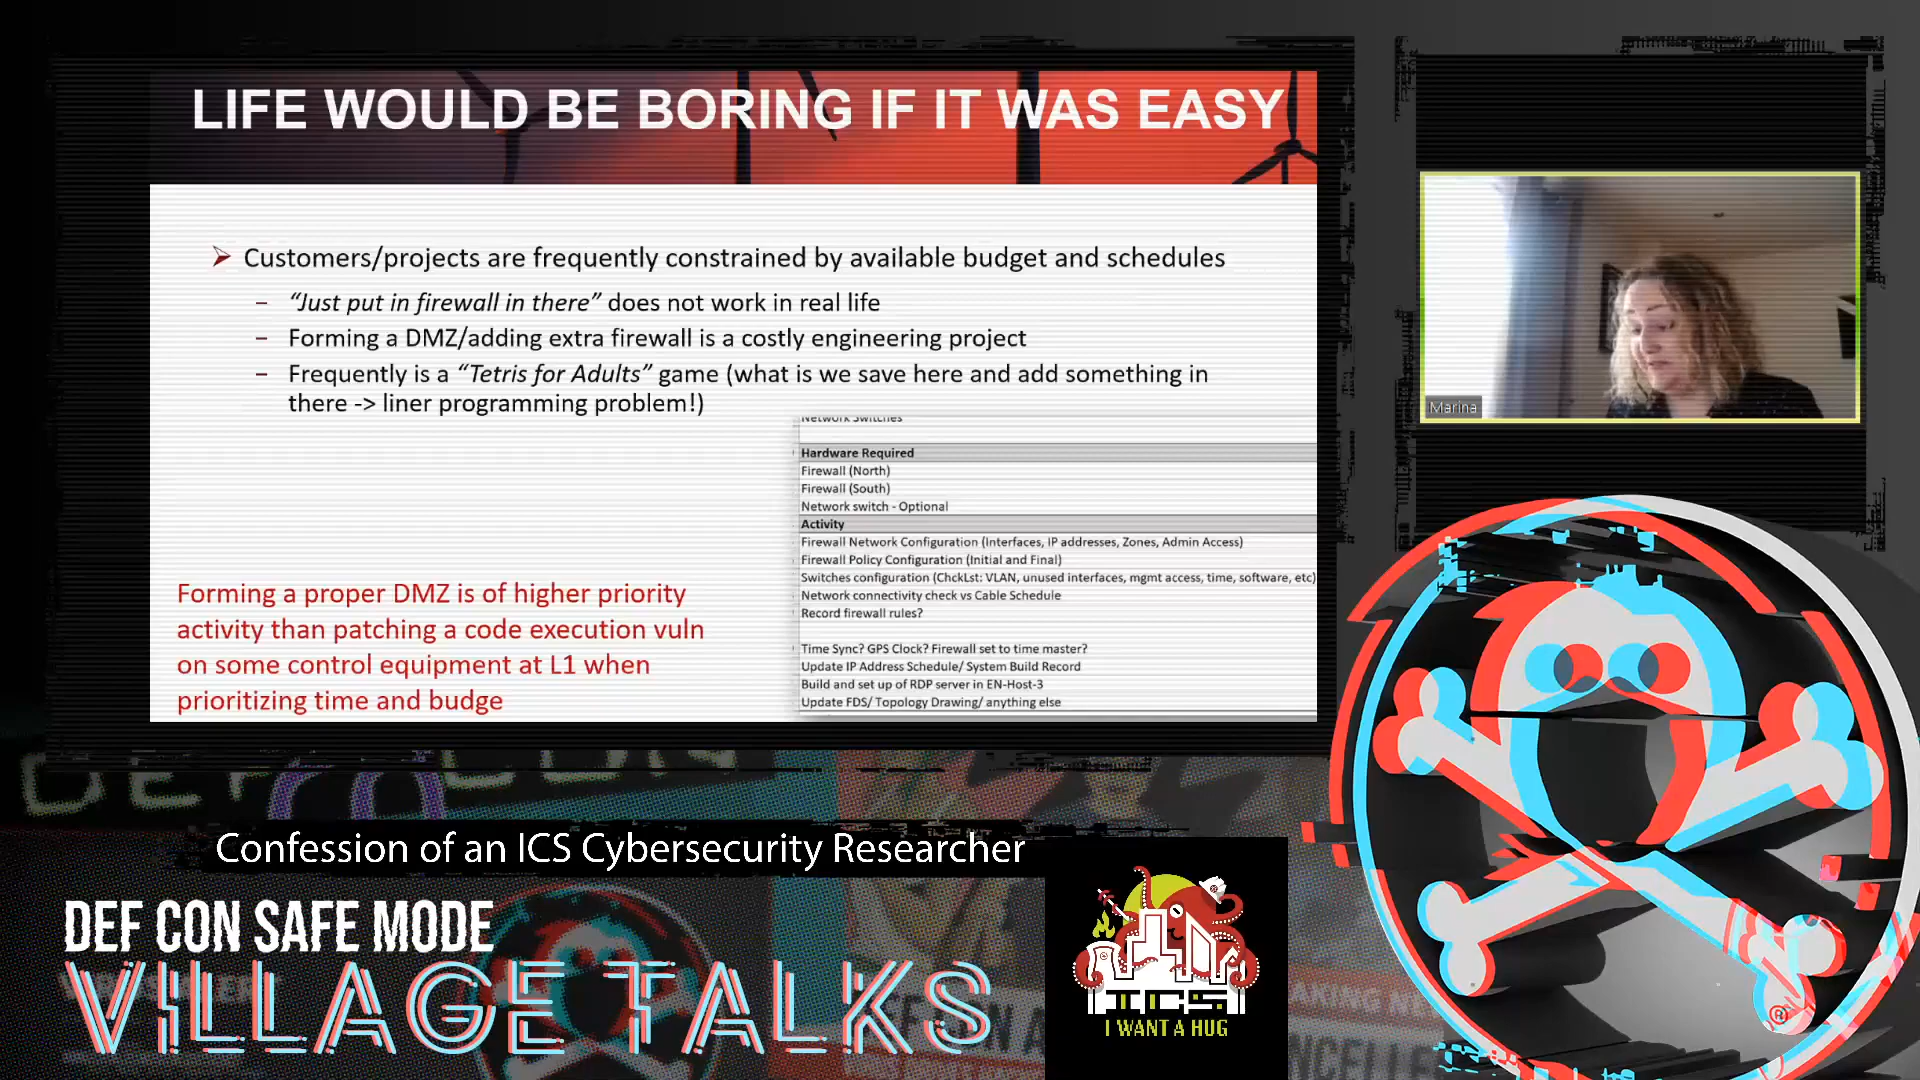 LIFE WOULD BE BORING IF IT WAS EASY
Customers/projects are frequently constrained by available budget and schedules
– "Just put in firewall in there" does not work in real life
– Forming a DMZ/adding extra firewall is a costly engineering project
– Frequently is a "Tetris for Adults" game (what is we save here and add something in
there -> liner programming problem!)
Network Switches
Hardware Required
Firewall (North)
Firewall (South)
Network switch - Optional
Activity
Firewall Network Configuration (Interfaces, IP addresses, Zones, Admin Access)
Firewall Policy Configuration (Initial and Final)
Switches configuration (ChckLst: VLAN, unused interfaces, mgmt access, time, software, etc)
Network connectivity check vs Cable Schedule
Record firewall rules?
Time Sync? GPS Clock? Firewall set to time master?
Update IP Address Schedule/ System Build Record
Build and set up of RDP server in EN-Host-3
Update FDS/ Topology Drawing/ anything else
Forming a proper DMZ is of higher priority
activity than patching a code execution vuln
on some control equipment at L1 when
prioritizing time and budge
Marina
Confession of an ICS Cybersecurity Researcher
DEF CON SAFE MODE
VILLAGE TALKS
ICS
I WANT A HUG
®